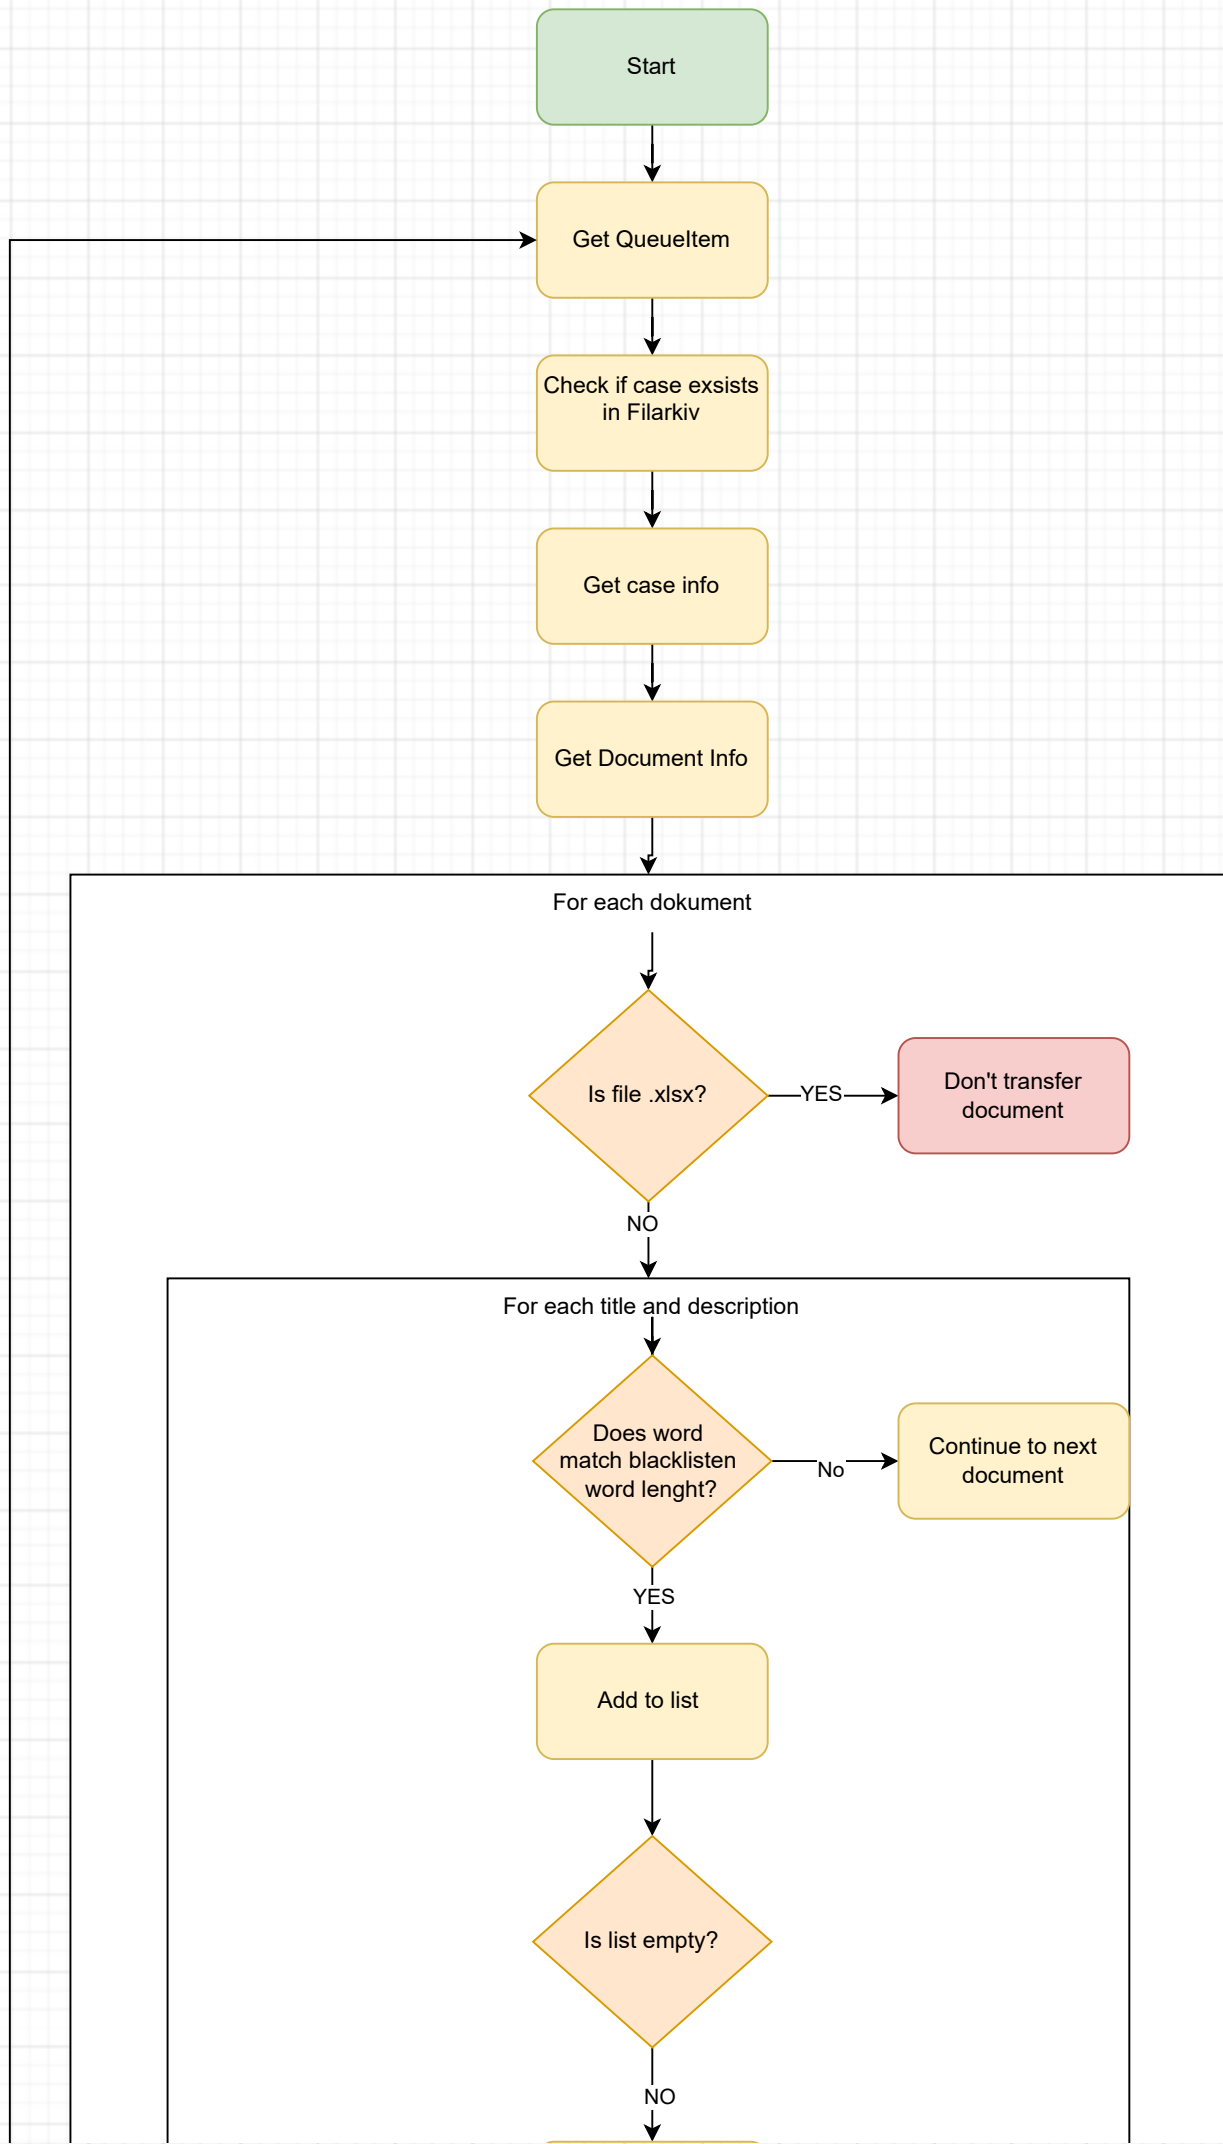 Start
Get QueueItem
Check if case exsists
in Filarkiv
Get case info
Get Document Info
For each dokument
Is file .xlsx?
YES
Don't transfer
document
NO
For each title and description
Does word
match blacklisten
word lenght?
No
Continue to next
document
YES
Add to list
Is list empty?
NO